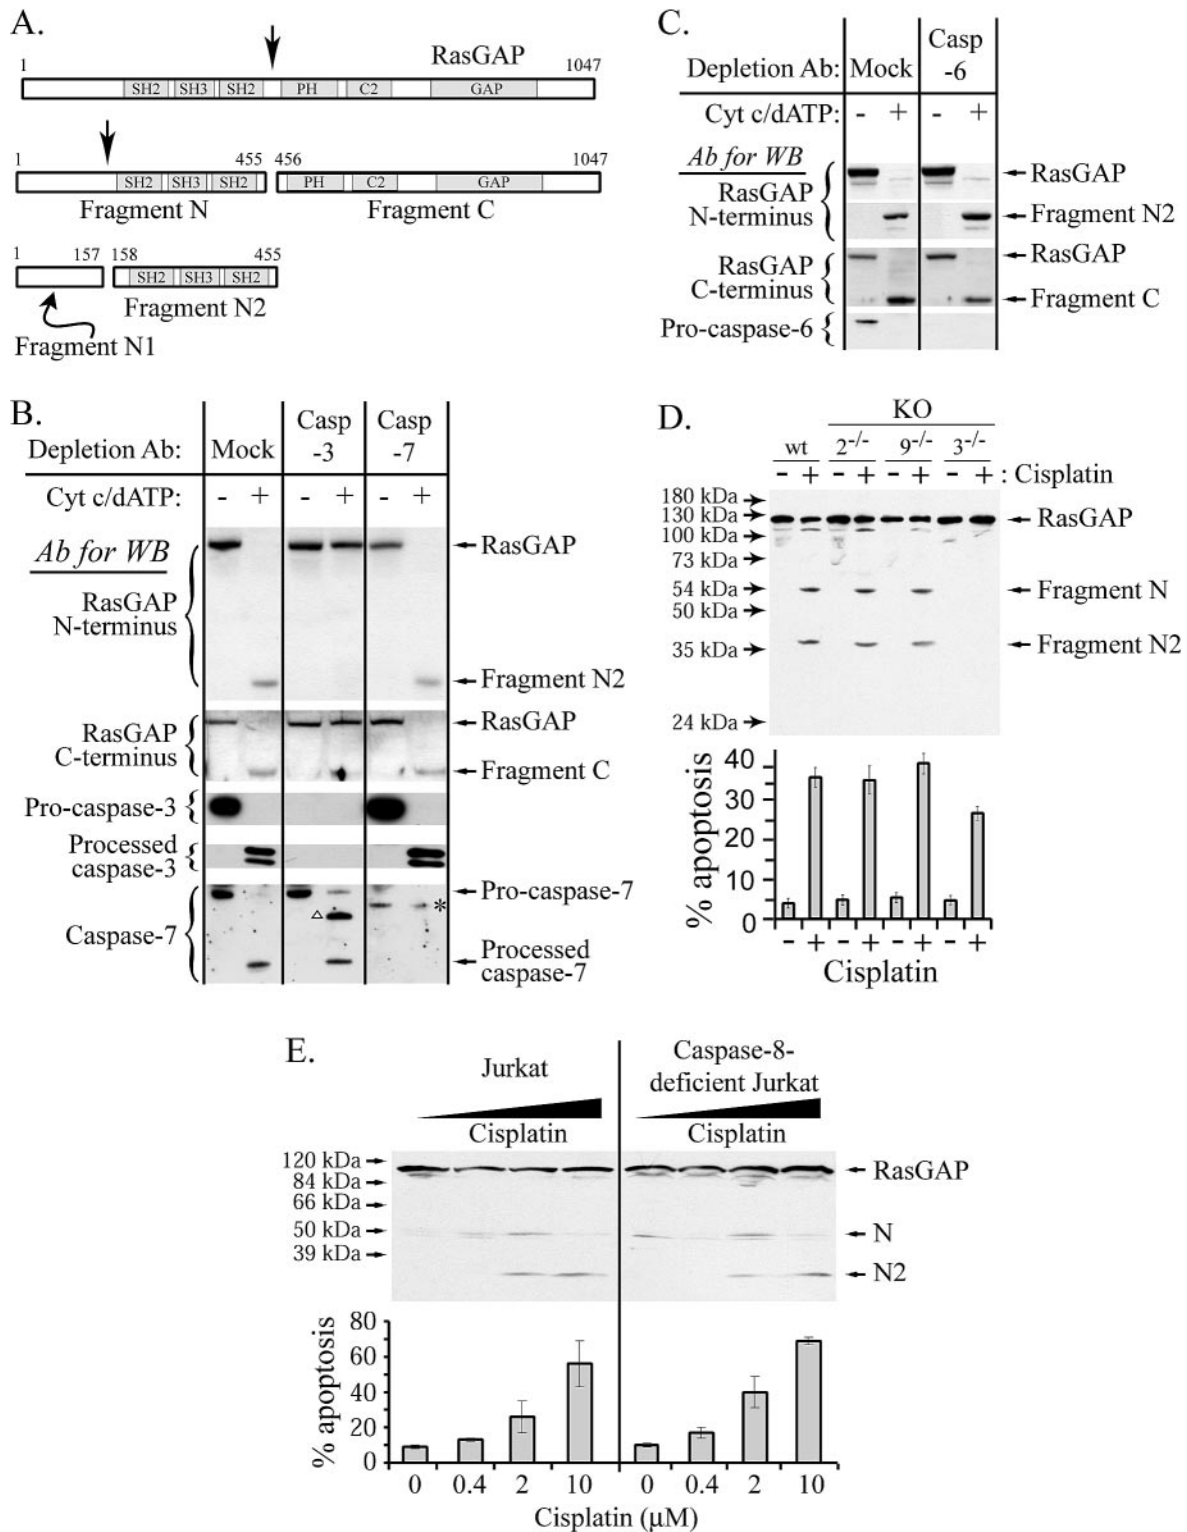 A.
RasGAP
1 1047
SH2 SH3 SH2 PH C2 GAP
1 455 456 1047
SH2 SH3 SH2 PH C2 GAP
Fragment N Fragment C
1 157 158 455
SH2 SH3 SH2
Fragment N2
Fragment N1
B.
Depletion Ab: Mock Casp -3 Casp -7
Cyt c/dATP: - + - + - +
Ab for WB
RasGAP N-terminus
RasGAP
Fragment N2
RasGAP C-terminus
RasGAP
Fragment C
Pro-caspase-3 {
Processed caspase-3 {
Caspase-7
Pro-caspase-7
△ *
Processed caspase-7
C.
Depletion Ab: Mock Casp -6
Cyt c/dATP: - + - +
Ab for WB
RasGAP N-terminus
RasGAP
Fragment N2
RasGAP C-terminus
RasGAP
Fragment C
Pro-caspase-6 {
D.
KO
wt 2-/- 9-/- 3-/-
- + - + - + - + : Cisplatin
180 kDa
130 kDa
RasGAP
100 kDa
73 kDa
54 kDa
Fragment N
50 kDa
35 kDa
Fragment N2
24 kDa
% apoptosis
40
30
20
10
0
- + - + - + - +
Cisplatin
E.
Jurkat
Caspase-8-
deficient Jurkat
Cisplatin Cisplatin
120 kDa
RasGAP
84 kDa
66 kDa
50 kDa
N
39 kDa
N2
% apoptosis
80
60
40
20
0
0 0.4 2 10 0 0.4 2 10
Cisplatin (μM)